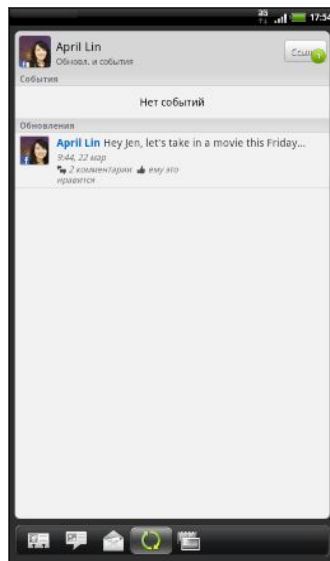 3G 17:54
April Lin
Обновл. и события
События
Нет событий
Обновления
April Lin Hey Jen, let's take in a movie this Friday...
9:44, 22 мар
2 комментарии ему это
нравится